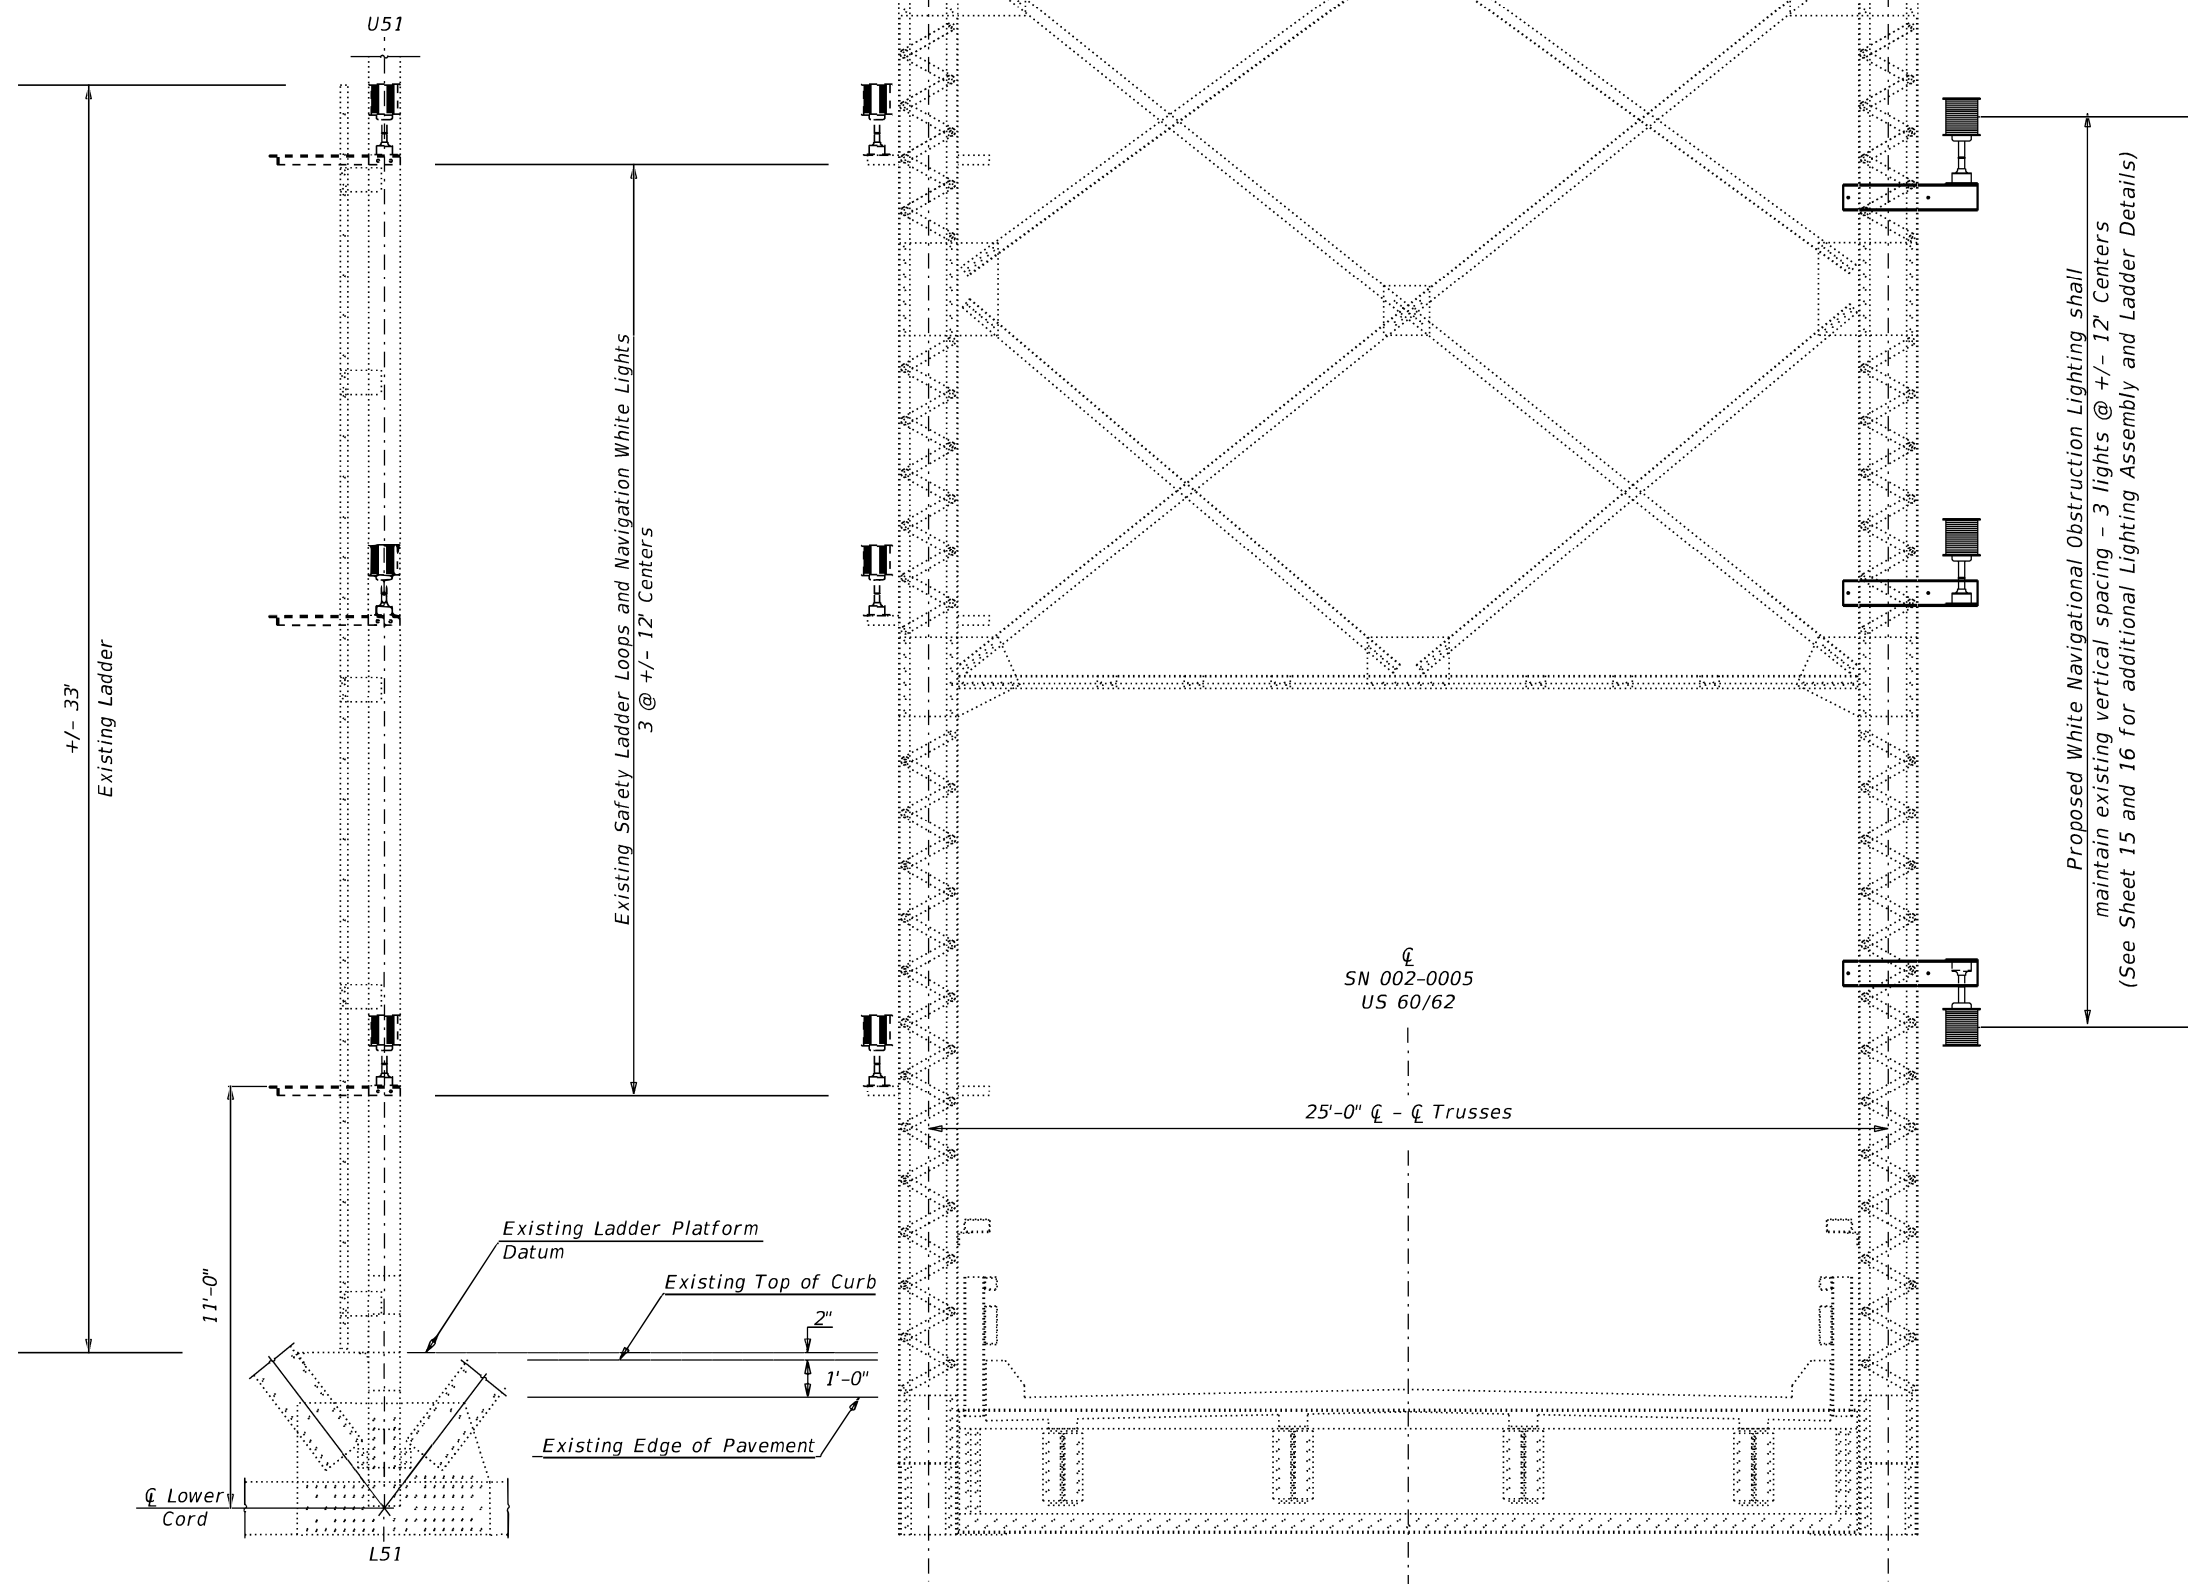 U51
+/- 33'
Existing Ladder
Existing Safety Ladder Loops and Navigation White Lights
3 @ +/- 12' Centers
Proposed White Navigational Obstruction Lighting shall
maintain existing vertical spacing - 3 lights @ +/- 12' Centers
(See Sheet 15 and 16 for additional Lighting Assembly and Ladder Details)
℄
SN 002-0005
US 60/62
25'-0" ℄ - ℄ Trusses
Existing Ladder Platform
Datum
Existing Top of Curb
2"
1'-0"
Existing Edge of Pavement
11'-0"
℄ Lower
Cord
L51